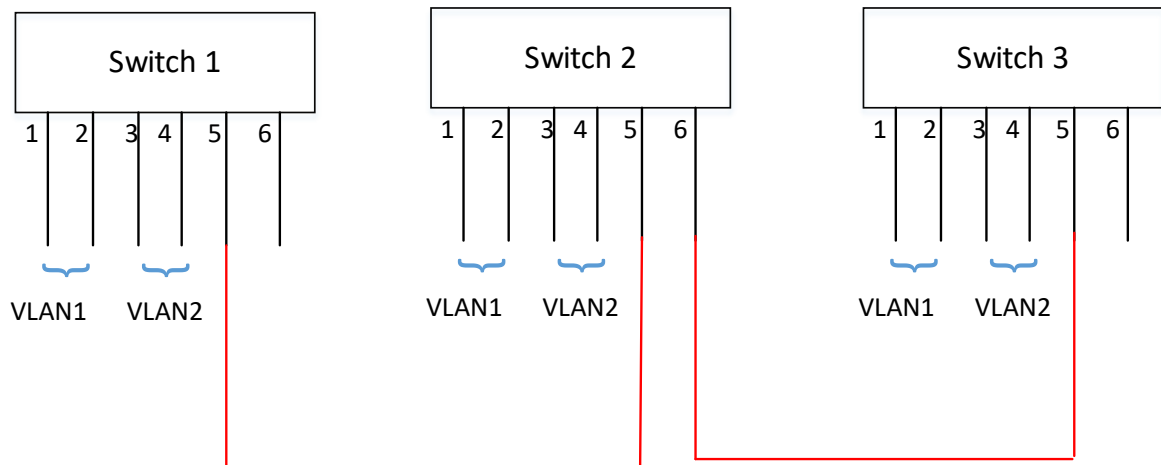 Switch 1 Switch 2 Switch 3
1 2 3 4 5 6 1 2 3 4 5 6 1 2 3 4 5 6
VLAN1 VLAN2 VLAN1 VLAN2 VLAN1 VLAN2